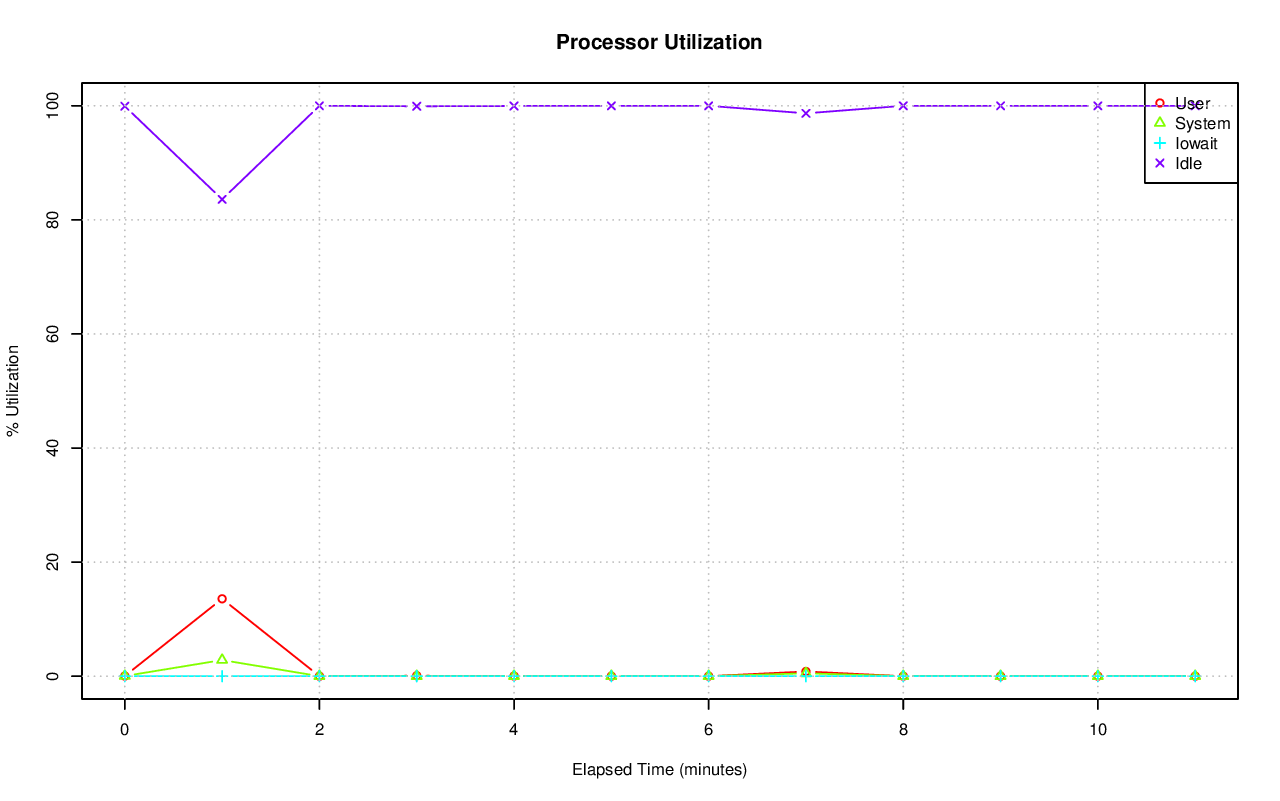 Processor Utilization
100
80
60
40
20
0
% Utilization
User
System
Iowait
Idle
0 2 4 6 8 10
Elapsed Time (minutes)